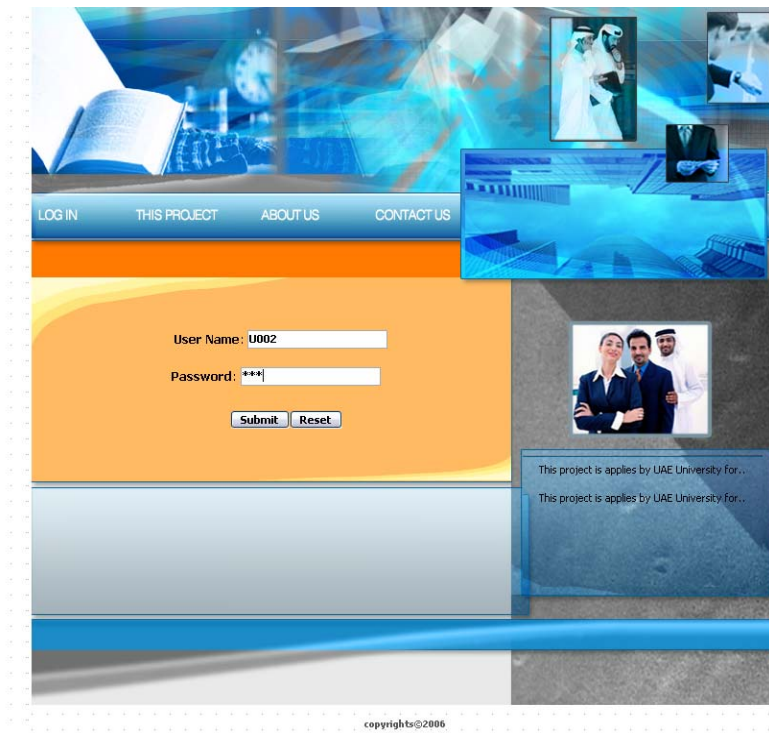 LOG IN THIS PROJECT ABOUT US CONTACT US
User Name: U002
Password: ***
Submit Reset
This project is applies by UAE University for..
This project is applies by UAE University for..
copyrights©2006